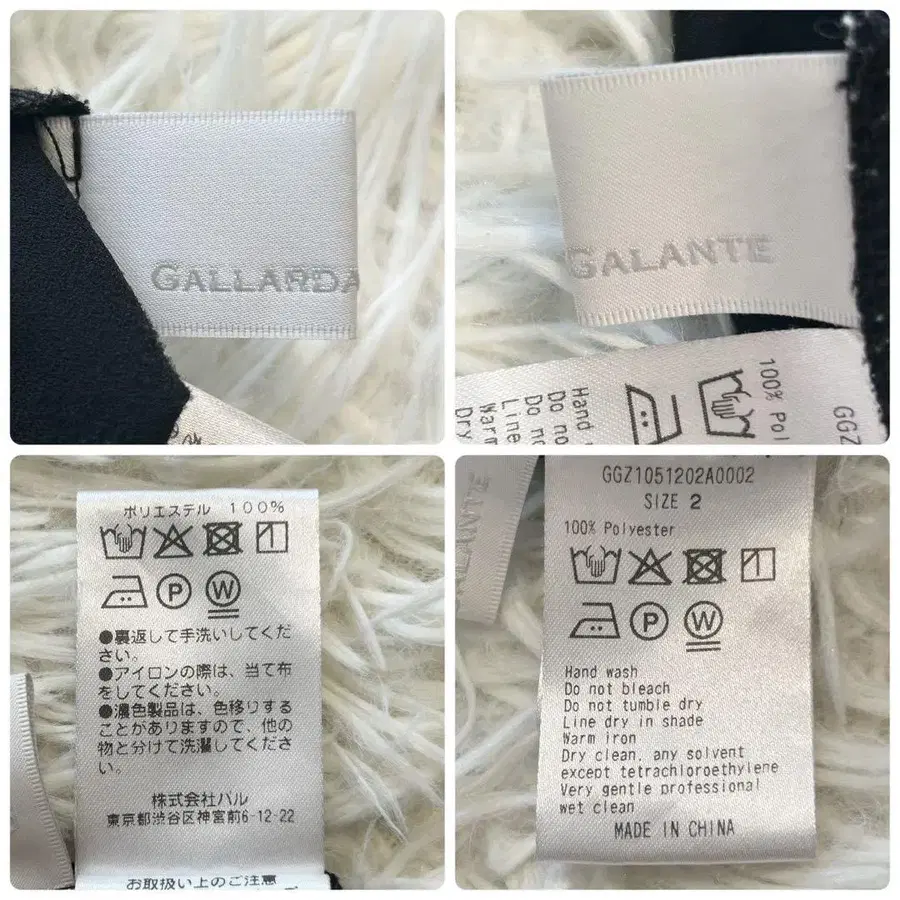 GALLARDA
GALANTE
Hand
Do no
Do no
Line
Warm
Dry
100% Pol
GGZ
ポリエステル 100%
P
W
●裏返して手洗いしてくだ
さい。
●アイロンの際は、当て布
をしてください。
●濃色製品は、色移りする
ことがありますので、他の
物と分けて洗濯してくださ
い。
株式会社パル
東京都渋谷区神宮前6-12-22
お取扱い上のご注意
GGZ1051202A0002
SIZE 2
100% Polyester
P
W
Hand wash
Do not bleach
Do not tumble dry
Line dry in shade
Warm iron
Dry clean, any solvent
except tetrachloroethylene
Very gentle professional
wet clean
MADE IN CHINA